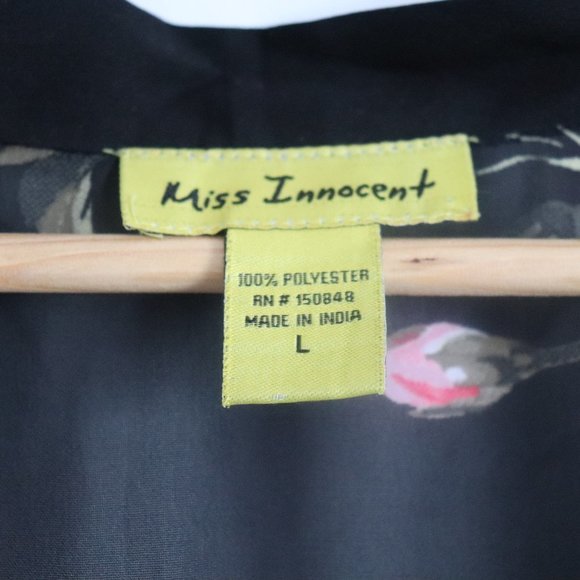 Miss Innocent
100% POLYESTER
RN # 150848
MADE IN INDIA
L